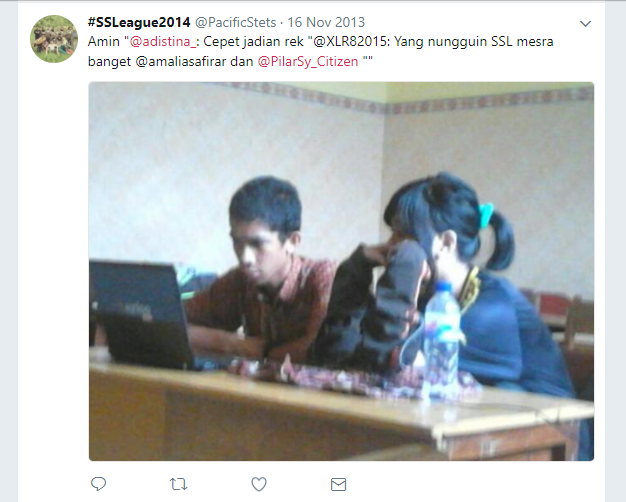 #SSLeague2014 @PacificStets · 16 Nov 2013
Amin "@adistina_: Cepet jadian rek "@XLR82015: Yang nungguin SSL mesra
banget @amaliasafirar dan @PilarSy_Citizen ""